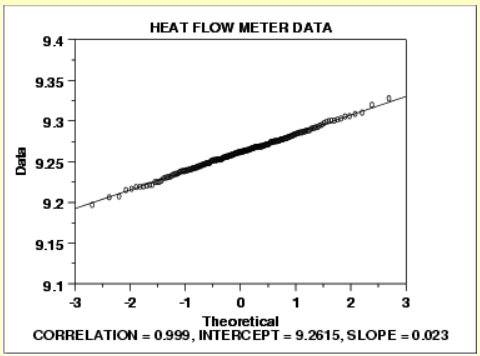 HEAT FLOW METER DATA
9.4
9.35
9.3
9.25
9.2
9.15
9.1
Data
-3 -2 -1 0 1 2 3
Theoretical
CORRELATION = 0.999, INTERCEPT = 9.2615, SLOPE = 0.023